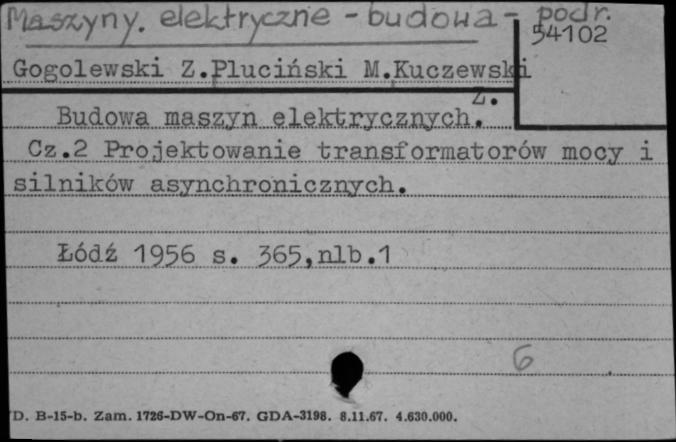 Maszyny. elektryczne - budowa - podr.
54102
Gogolewski Z.Pluciński M.Kuczewski
Z.
Budowa maszyn elektrycznych.
Cz.2 Projektowanie transformatorów mocy i
silników asynchronicznych.
Łódź 1956 s. 365,nlb.1
6
D. B-15-b. Zam. 1726-DW-On-67. GDA-3198. 8.11.67. 4.630.000.